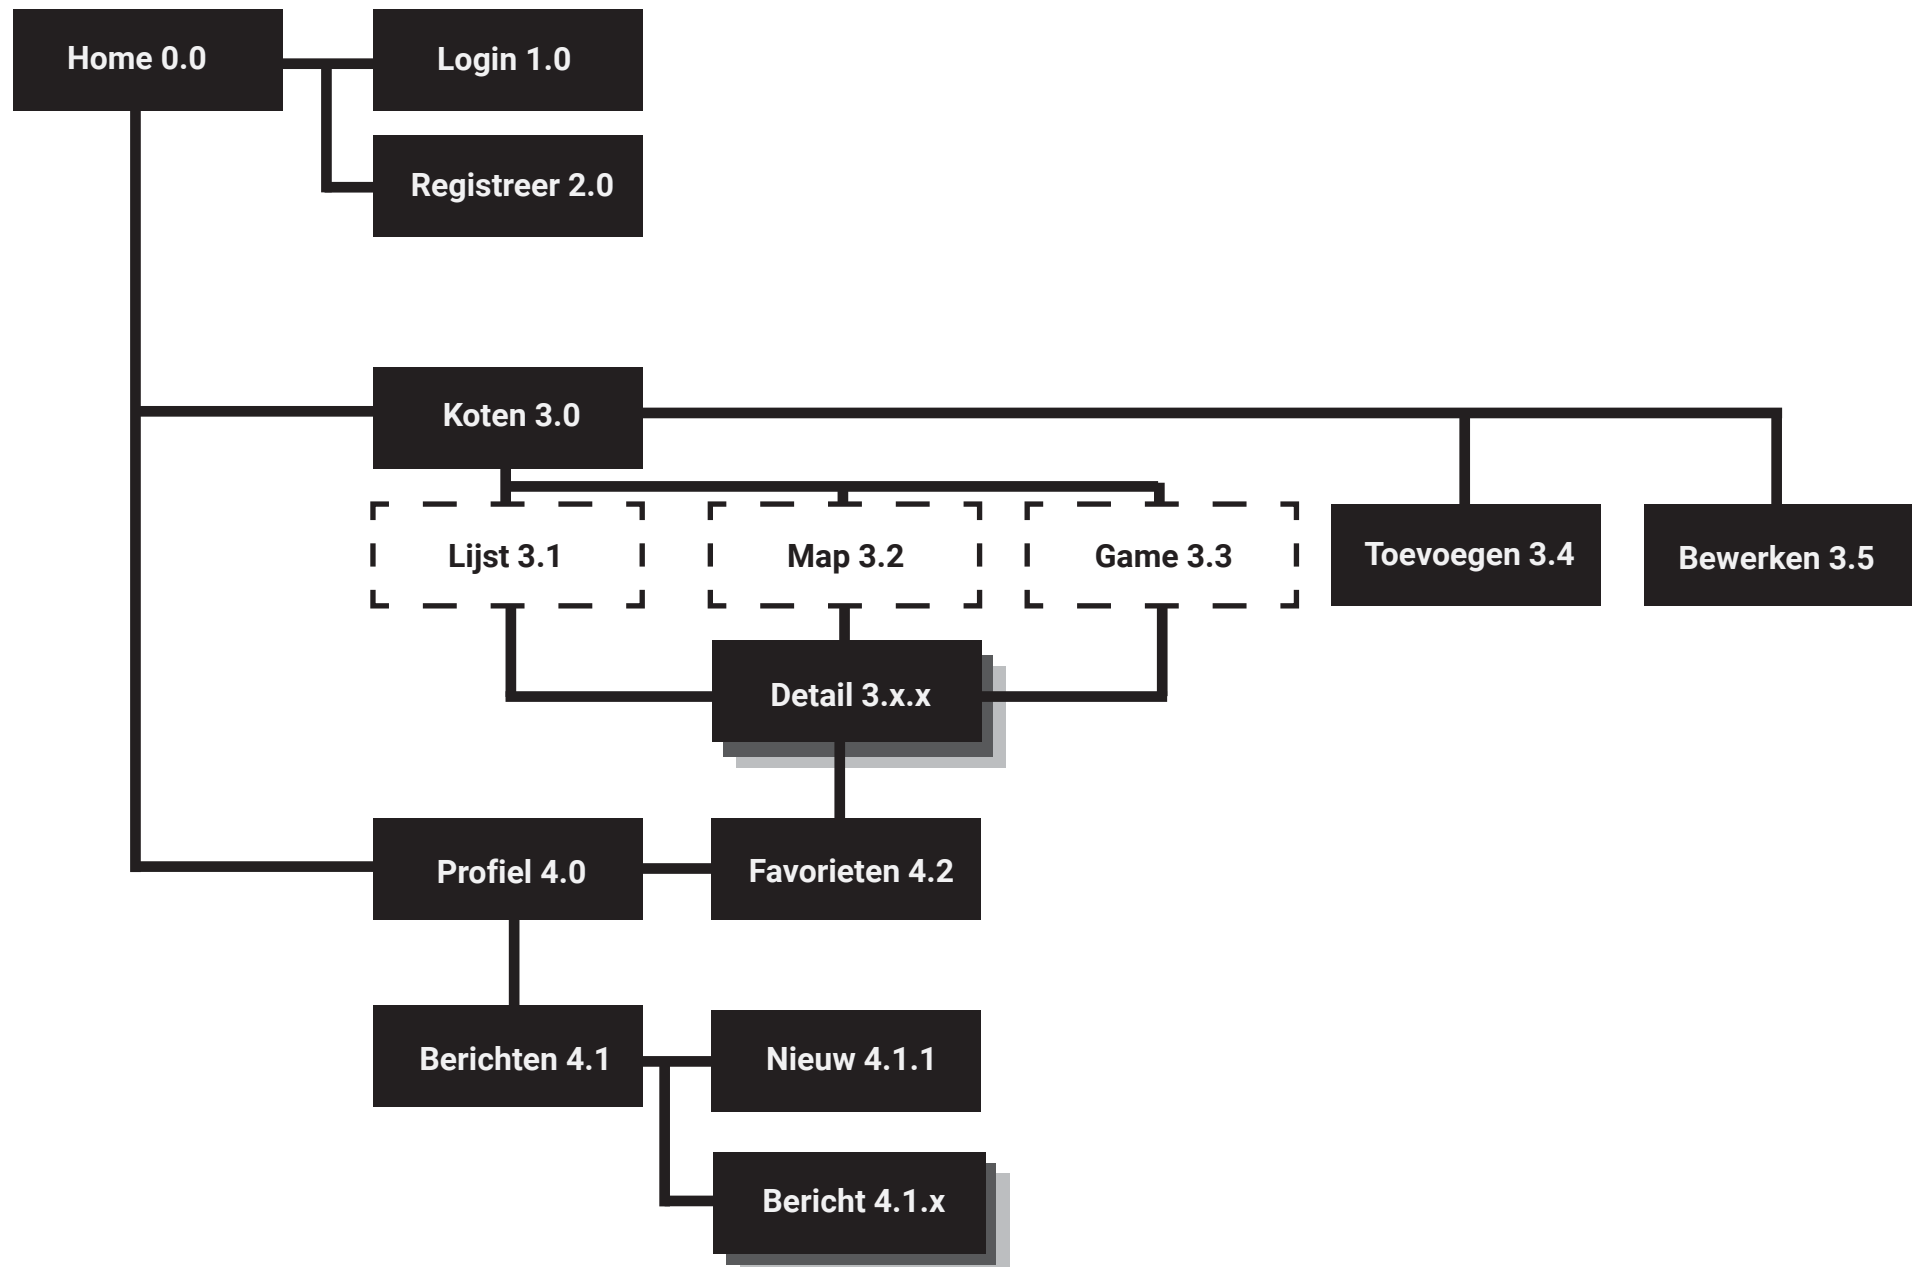 Home 0.0
Login 1.0
Registreer 2.0
Koten 3.0
Lijst 3.1
Map 3.2
Game 3.3
Toevoegen 3.4
Bewerken 3.5
Detail 3.x.x
Profiel 4.0
Favorieten 4.2
Berichten 4.1
Nieuw 4.1.1
Bericht 4.1.x